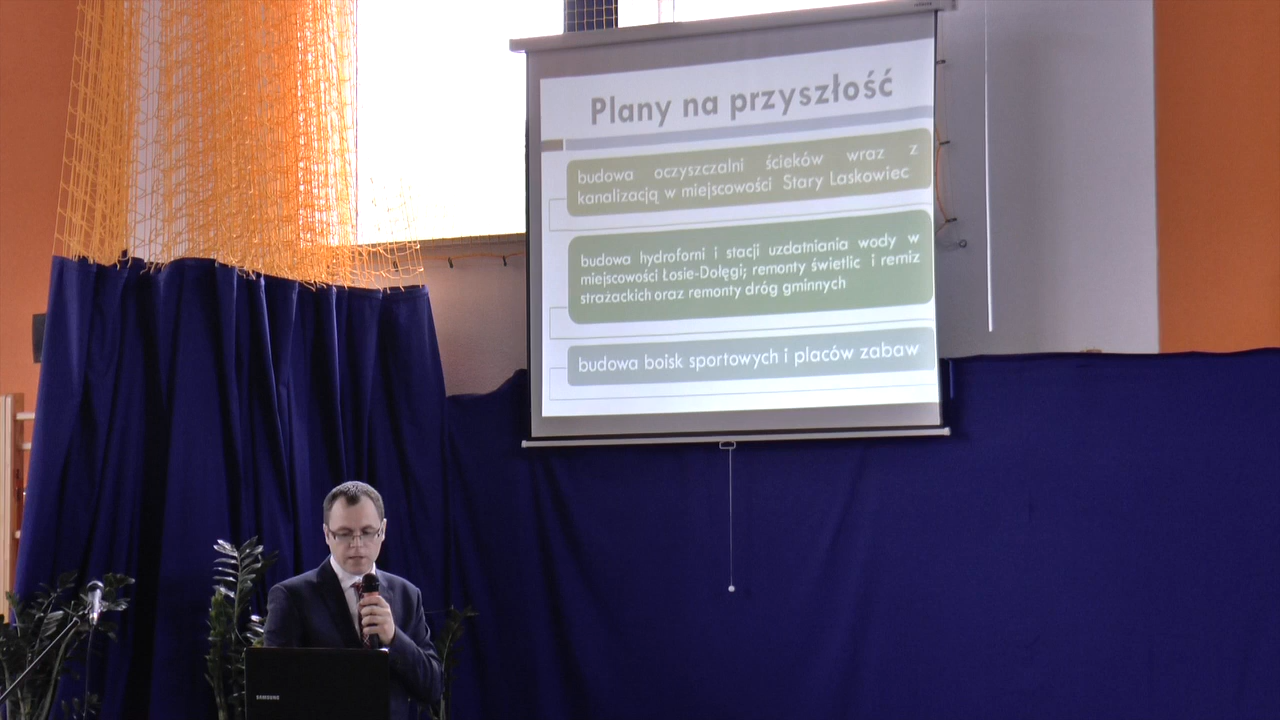 Plany na przyszłość
budowa oczyszczalni ścieków wraz z
kanalizacją w miejscowości Stary Laskowiec
budowa hydroforni i stacji uzdatniania wody w
miejscowości Łosie-Dołęgi; remonty świetlic i remiz
strażackich oraz remonty dróg gminnych
budowa boisk sportowych i placów zabaw
SAMSUNG